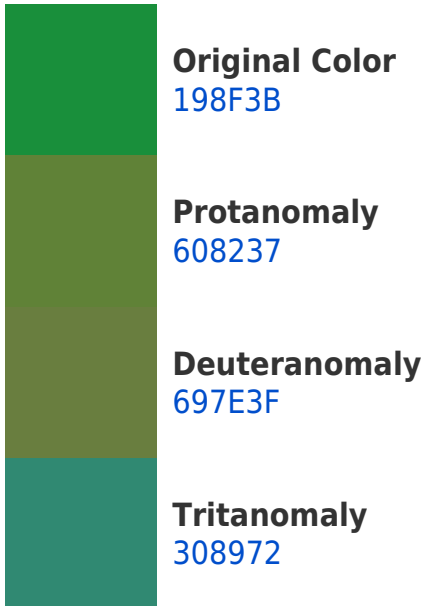 Original Color
198F3B
Protanomaly
608237
Deuteranomaly
697E3F
Tritanomaly
308972